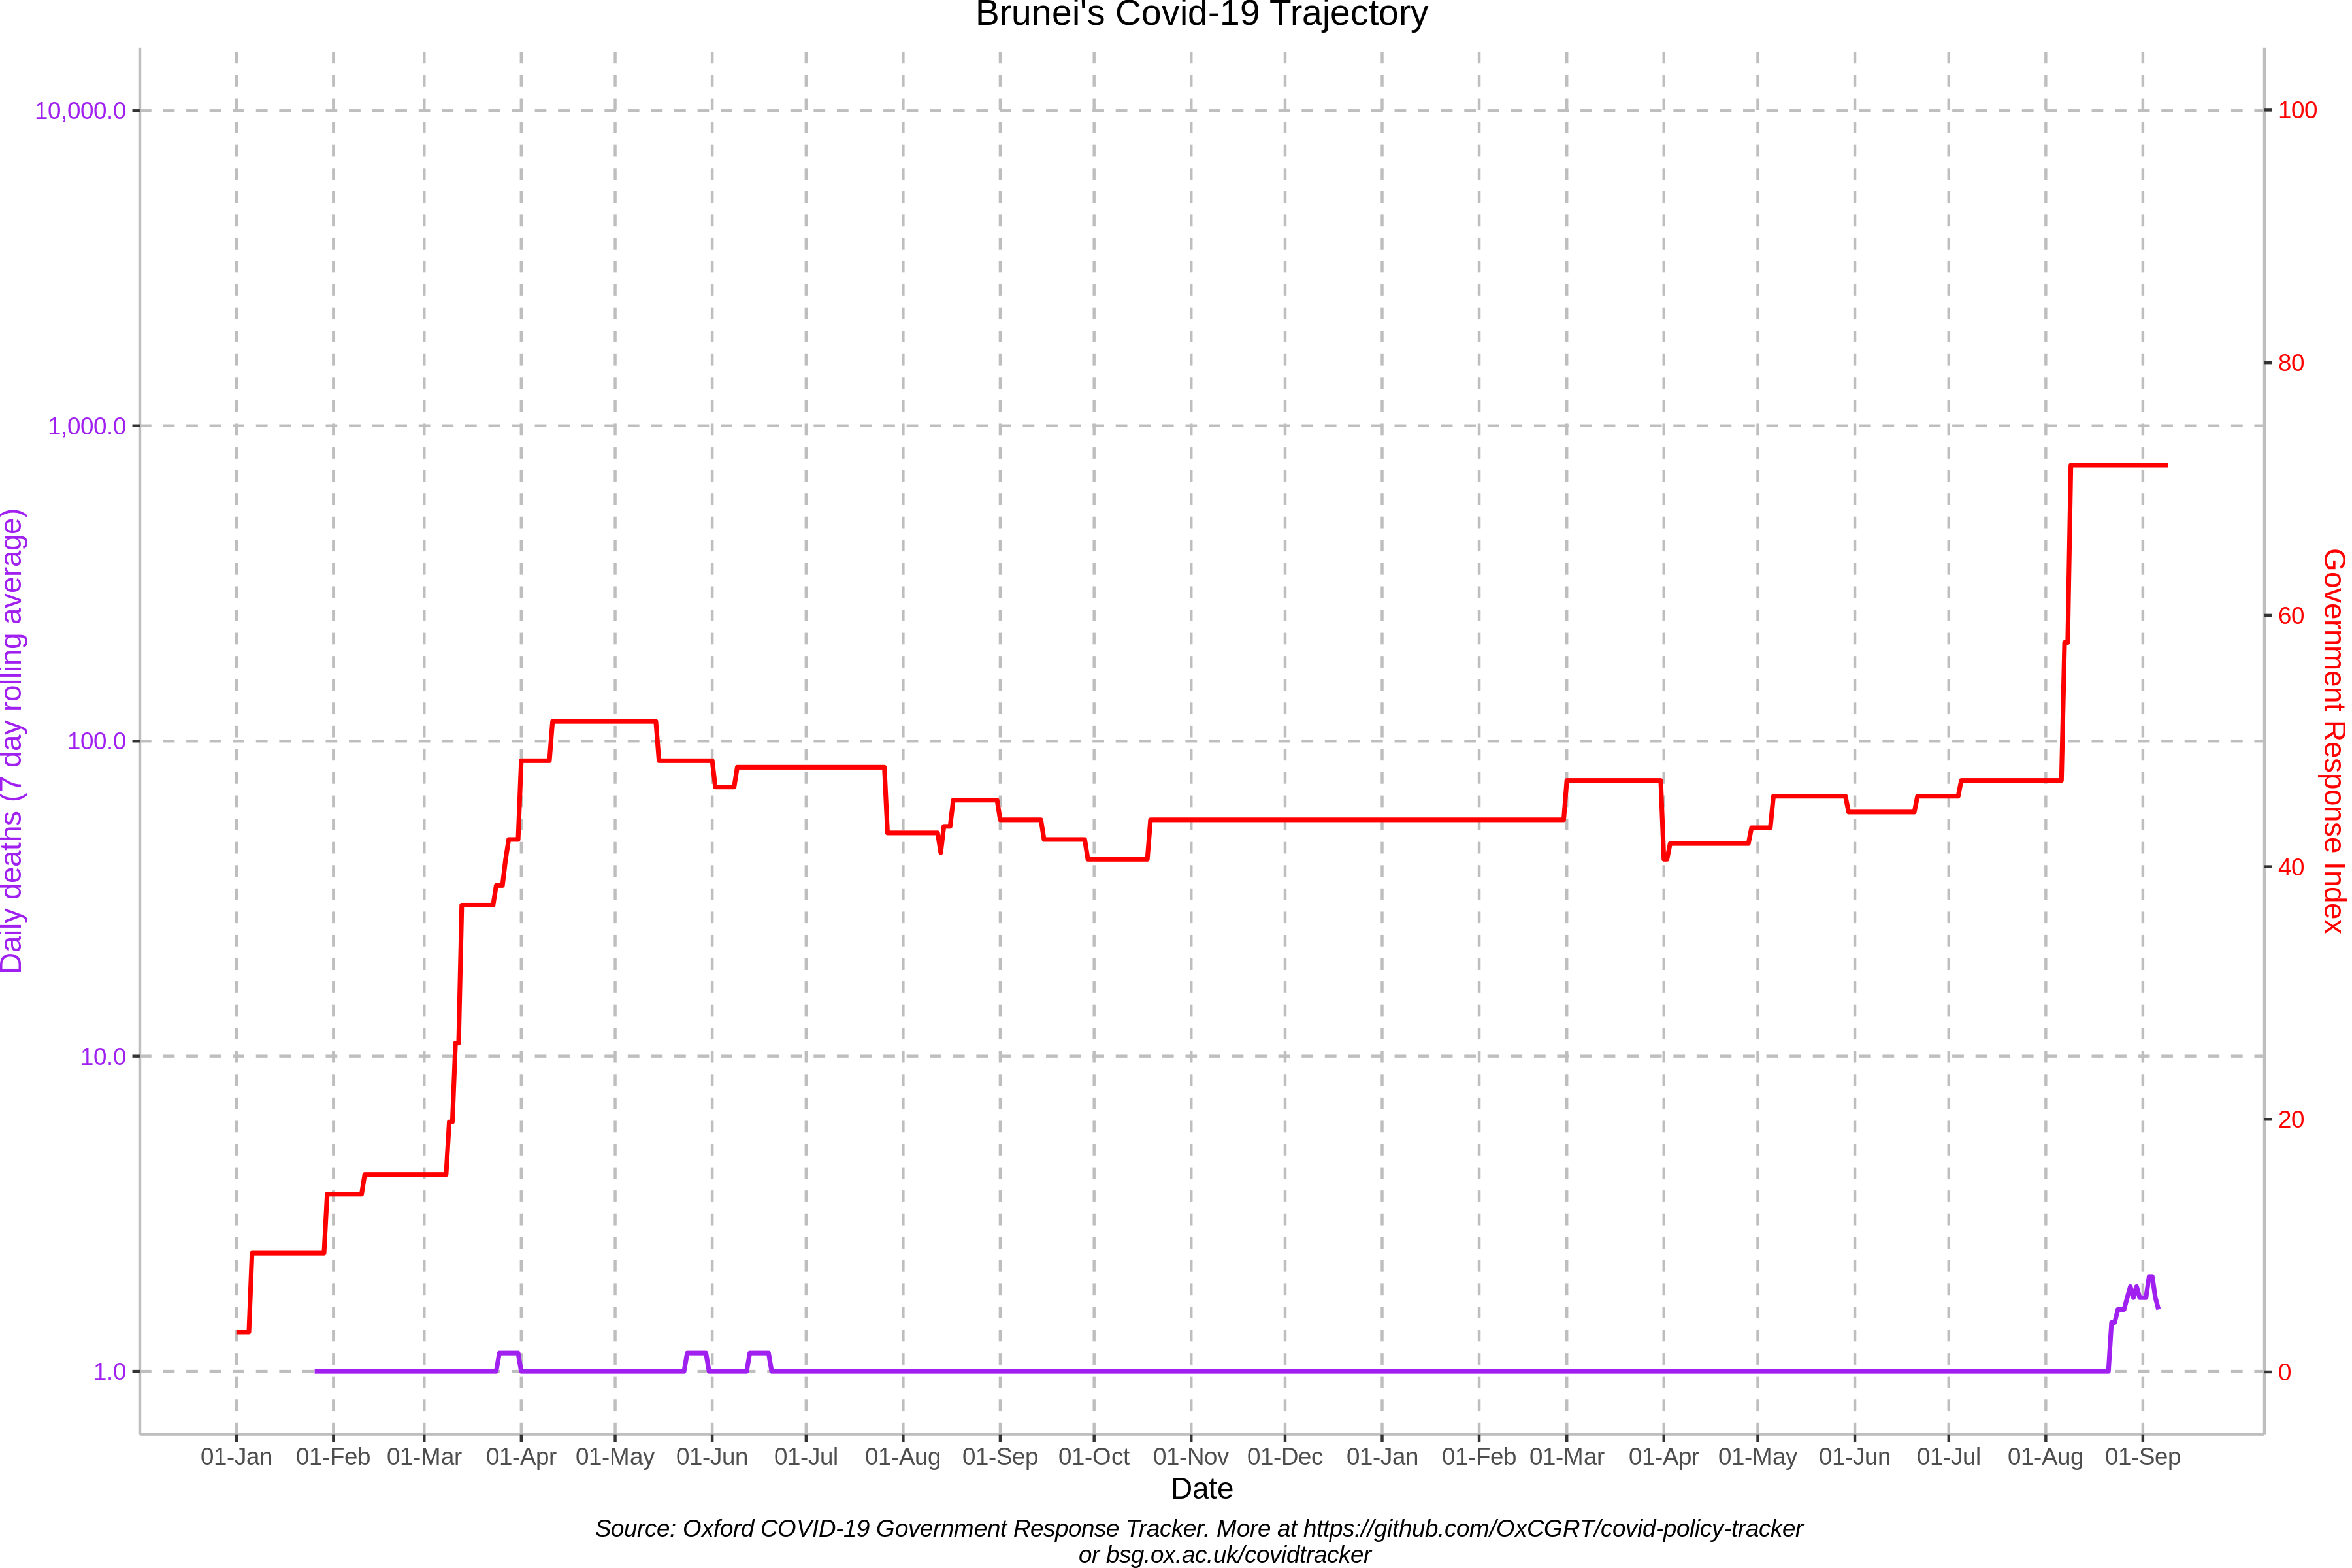 Brunei's Covid-19 Trajectory
10,000.0
1,000.0
100.0
10.0
1.0
Daily deaths (7 day rolling average)
100
80
60
40
20
0
Government Response Index
01-Jan 01-Feb 01-Mar 01-Apr 01-May 01-Jun 01-Jul 01-Aug 01-Sep 01-Oct 01-Nov 01-Dec 01-Jan 01-Feb 01-Mar 01-Apr 01-May 01-Jun 01-Jul 01-Aug 01-Sep
Date
Source: Oxford COVID-19 Government Response Tracker. More at https://github.com/OxCGRT/covid-policy-tracker
or bsg.ox.ac.uk/covidtracker